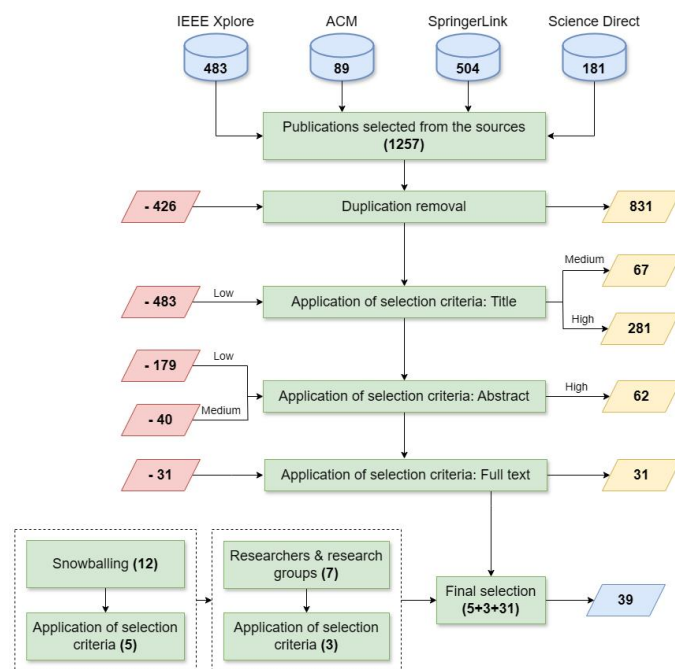 IEEE Xplore
ACM
SpringerLink
Science Direct
483
89
504
181
Publications selected from the sources
(1257)
- 426
Duplication removal
831
Medium
67
- 483
Low
Application of selection criteria: Title
High
281
- 179
Low
Application of selection criteria: Abstract
High
62
- 40
Medium
- 31
Application of selection criteria: Full text
31
Snowballing (12)
Application of selection
criteria (5)
Researchers & research
groups (7)
Application of selection
criteria (3)
Final selection
(5+3+31)
39